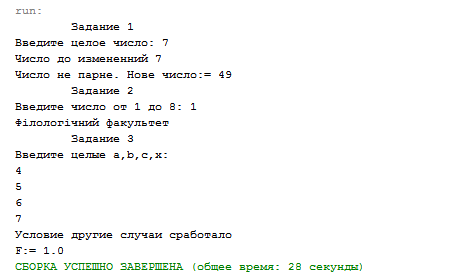 run:
Задание 1
Введите целое число: 7
Число до измененний 7
Число не парне. Нове число:= 49
Задание 2
Введите число от 1 до 8: 1
Філологічний факультет
Задание 3
Введите целые a,b,c,x:
4
5
6
7
Условие другие случаи сработало
F:= 1.0
СБОРКА УСПЕШНО ЗАВЕРШЕНА (общее время: 28 секунды)